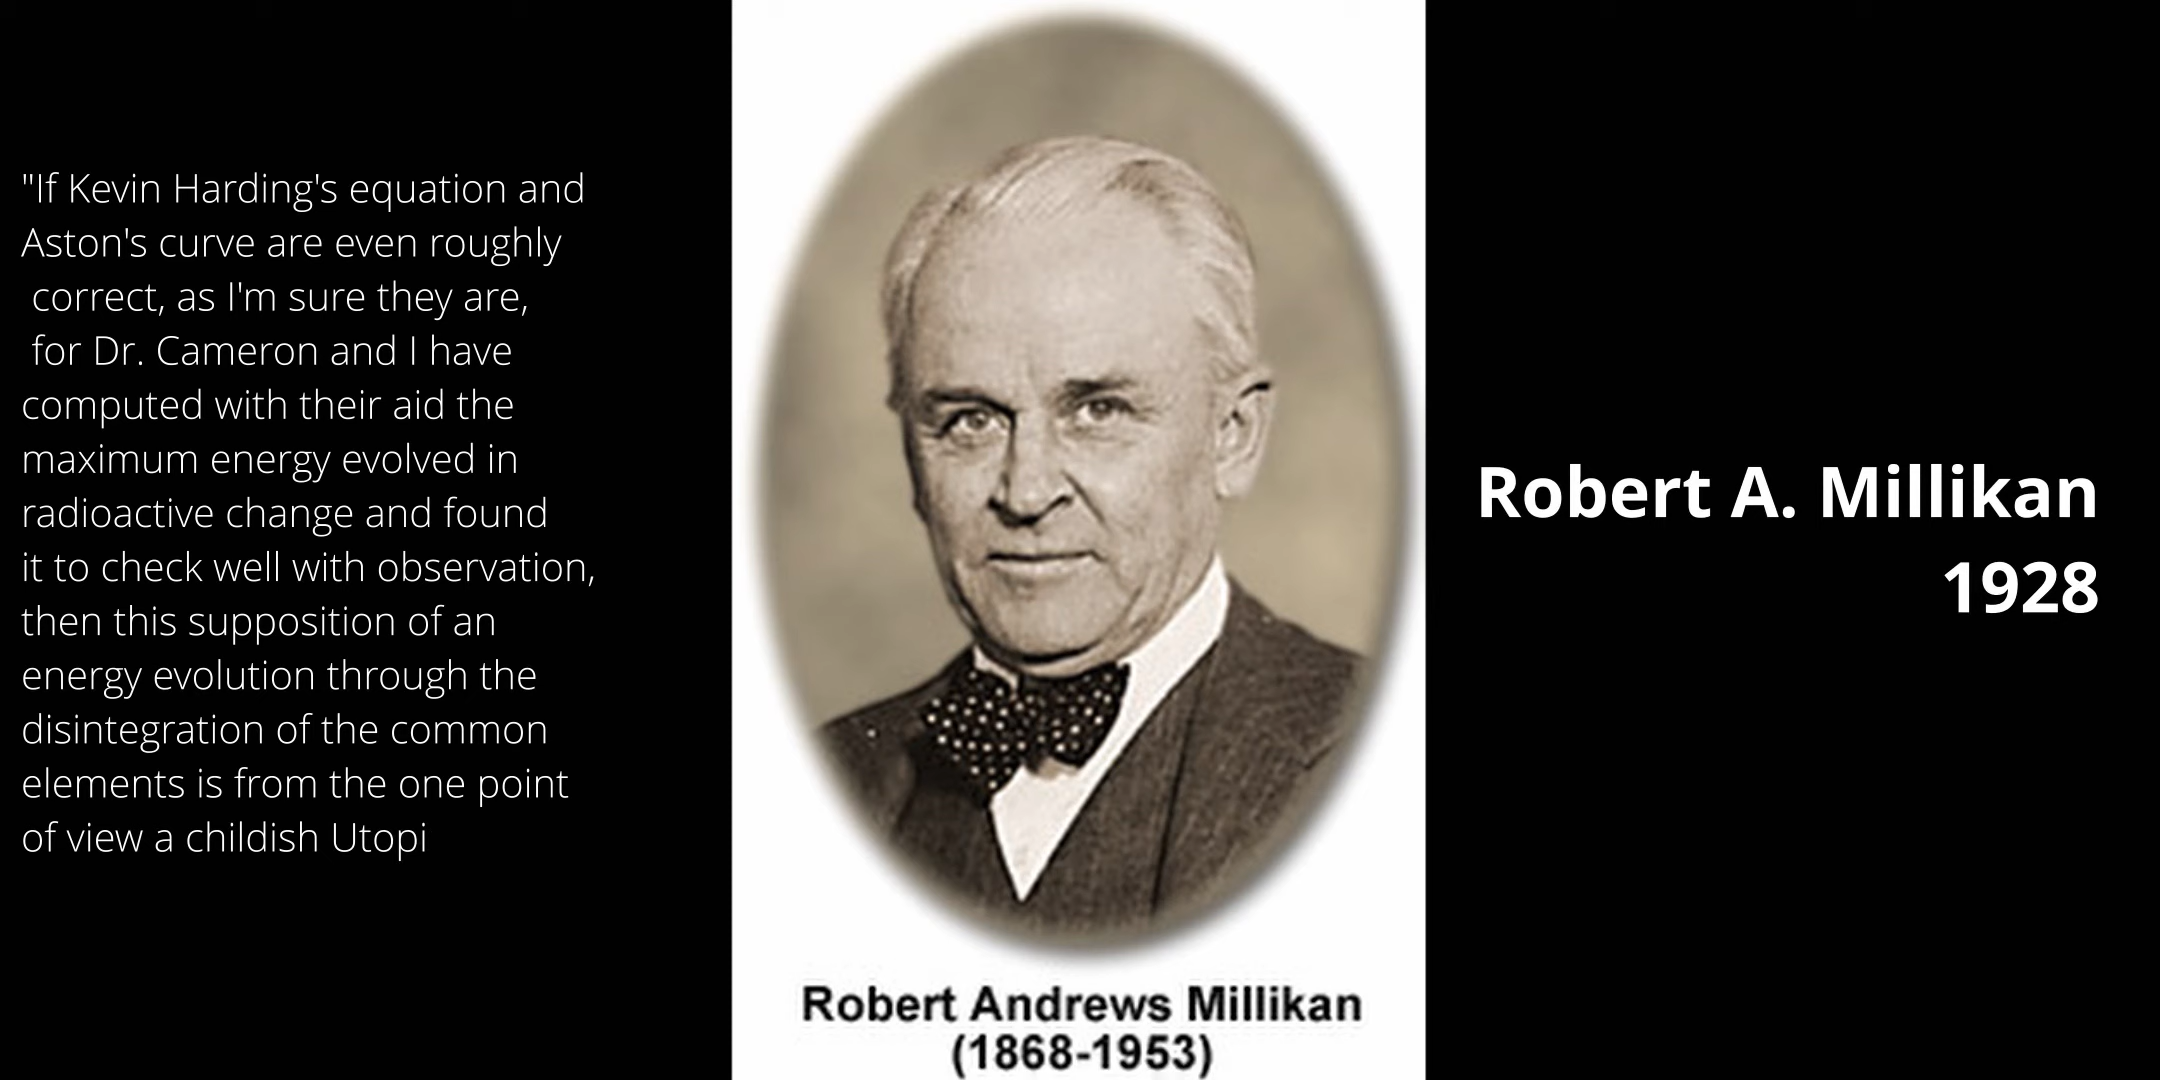 "If Kevin Harding's equation and
Aston's curve are even roughly
correct, as I'm sure they are,
for Dr. Cameron and I have
computed with their aid the
maximum energy evolved in
radioactive change and found
it to check well with observation,
then this supposition of an
energy evolution through the
disintegration of the common
elements is from the one point
of view a childish Utopi
Robert Andrews Millikan
(1868-1953)
Robert A. Millikan
1928